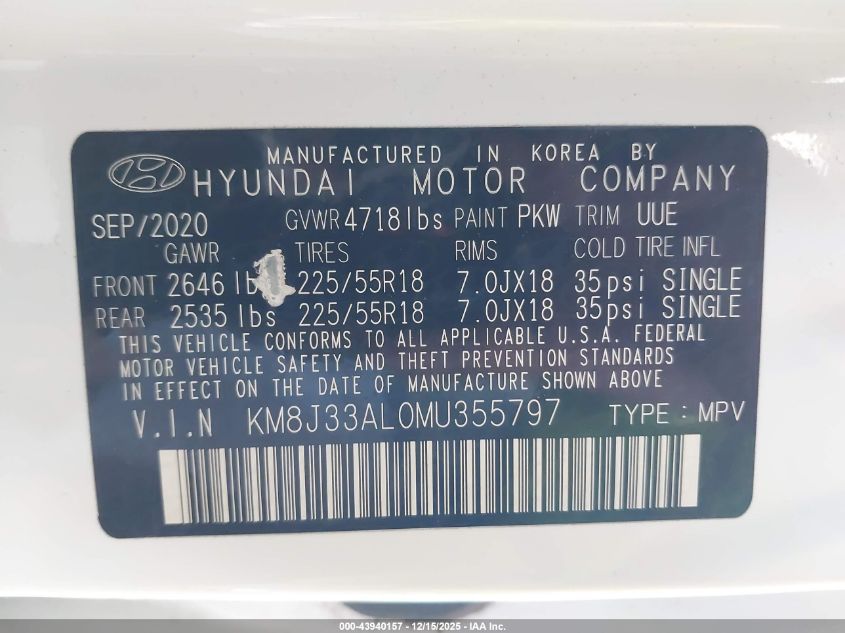 MANUFACTURED IN KOREA BY
HYUNDAI MOTOR COMPANY
SEP/2020 GVWR 4718lbs PAINT PKW TRIM UUE
GAWR TIRES RIMS COLD TIRE INFL
FRONT 2646 lb 225/55R18 7.0JX18 35psi SINGLE
REAR 2535 lbs 225/55R18 7.0JX18 35psi SINGLE
THIS VEHICLE CONFORMS TO ALL APPLICABLE U.S.A. FEDERAL
MOTOR VEHICLE SAFETY AND THEFT PREVENTION STANDARDS
IN EFFECT ON THE DATE OF MANUFACTURE SHOWN ABOVE
V.I.N KM8J33AL0MU355797 TYPE : MPV
000-43940157 - 12/15/2025 - IAA Inc.